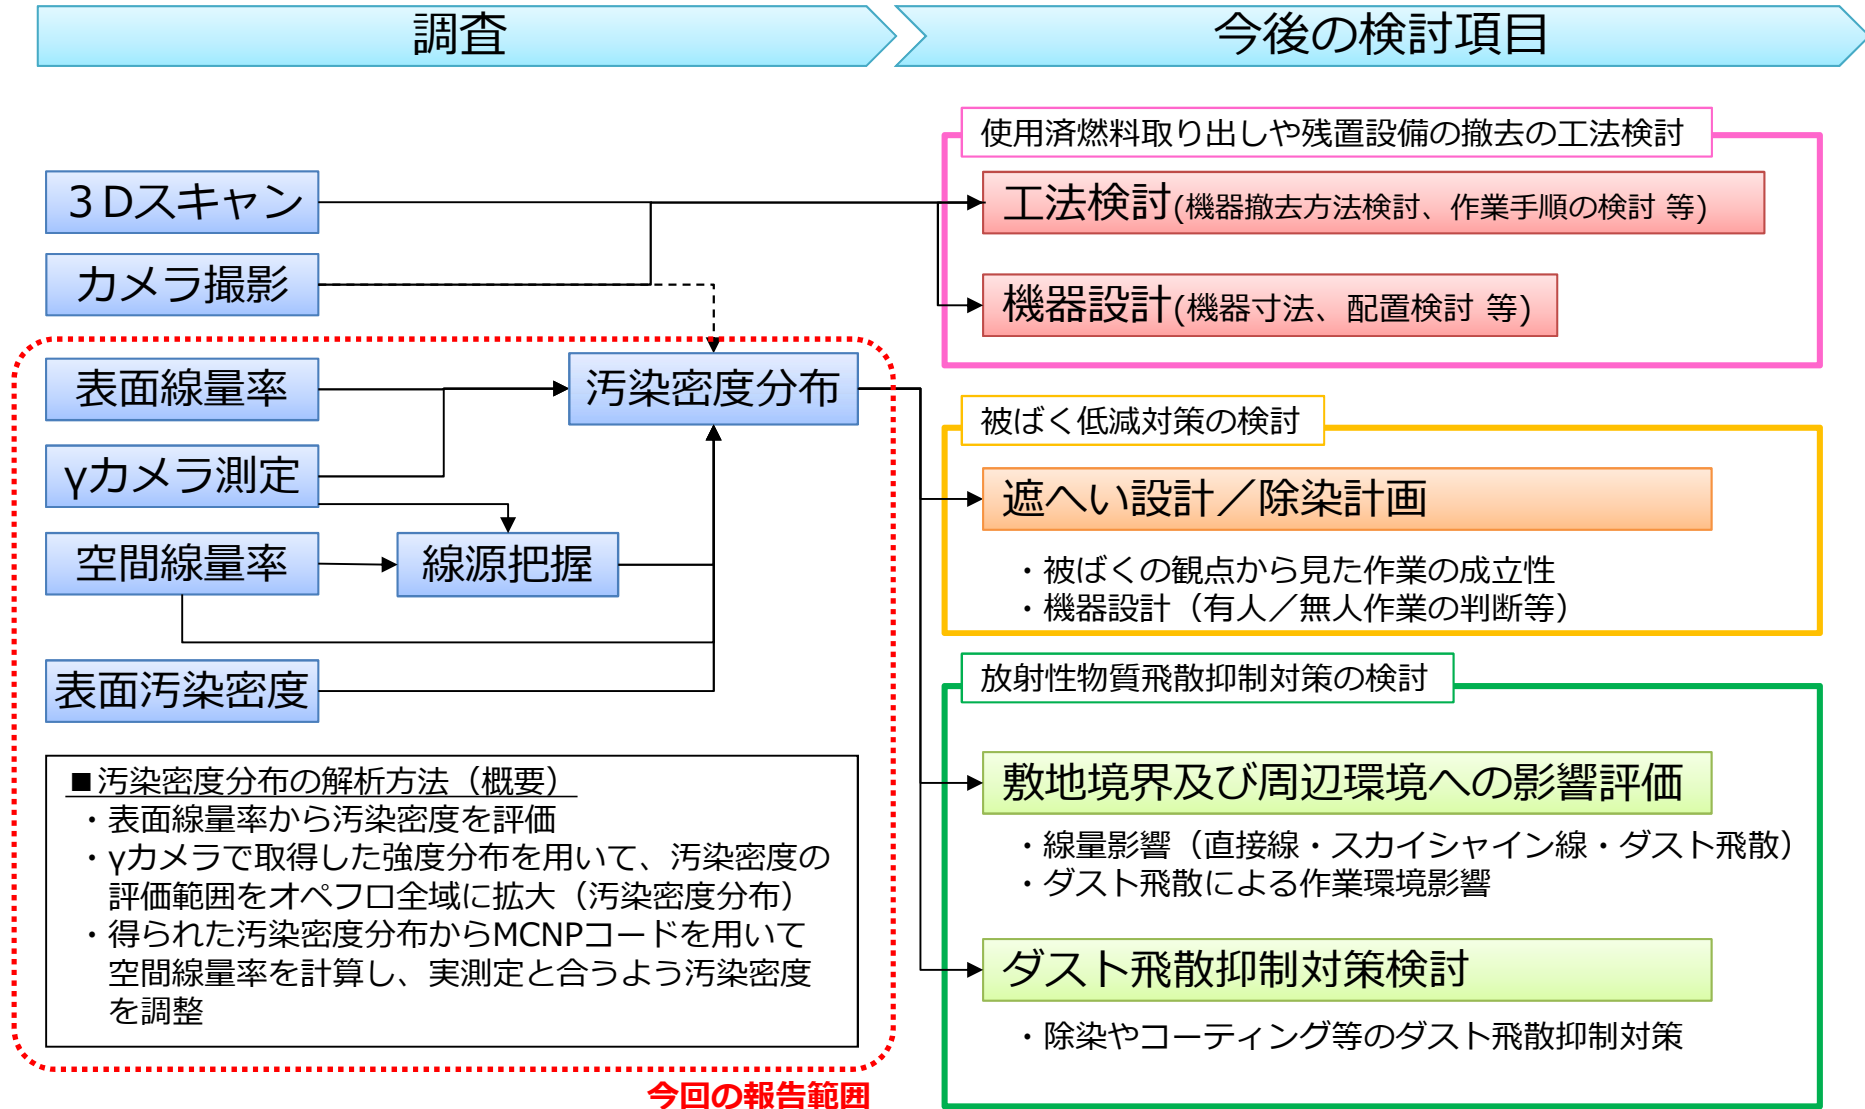 調査
今後の検討項目
3Dスキャン
カメラ撮影
表面線量率
γカメラ測定
空間線量率
表面汚染密度
線源把握
汚染密度分布
■汚染密度分布の解析方法（概要）
・表面線量率から汚染密度を評価
・γカメラで取得した強度分布を用いて、汚染密度の
評価範囲をオペフロ全域に拡大（汚染密度分布）
・得られた汚染密度分布からMCNPコードを用いて
空間線量率を計算し、実測定と合うよう汚染密度
を調整
今回の報告範囲
使用済燃料取り出しや残置設備の撤去の工法検討
工法検討(機器撤去方法検討、作業手順の検討 等)
機器設計(機器寸法、配置検討 等)
被ばく低減対策の検討
遮へい設計／除染計画
・被ばくの観点から見た作業の成立性
・機器設計（有人／無人作業の判断等）
放射性物質飛散抑制対策の検討
敷地境界及び周辺環境への影響評価
・線量影響（直接線・スカイシャイン線・ダスト飛散）
・ダスト飛散による作業環境影響
ダスト飛散抑制対策検討
・除染やコーティング等のダスト飛散抑制対策